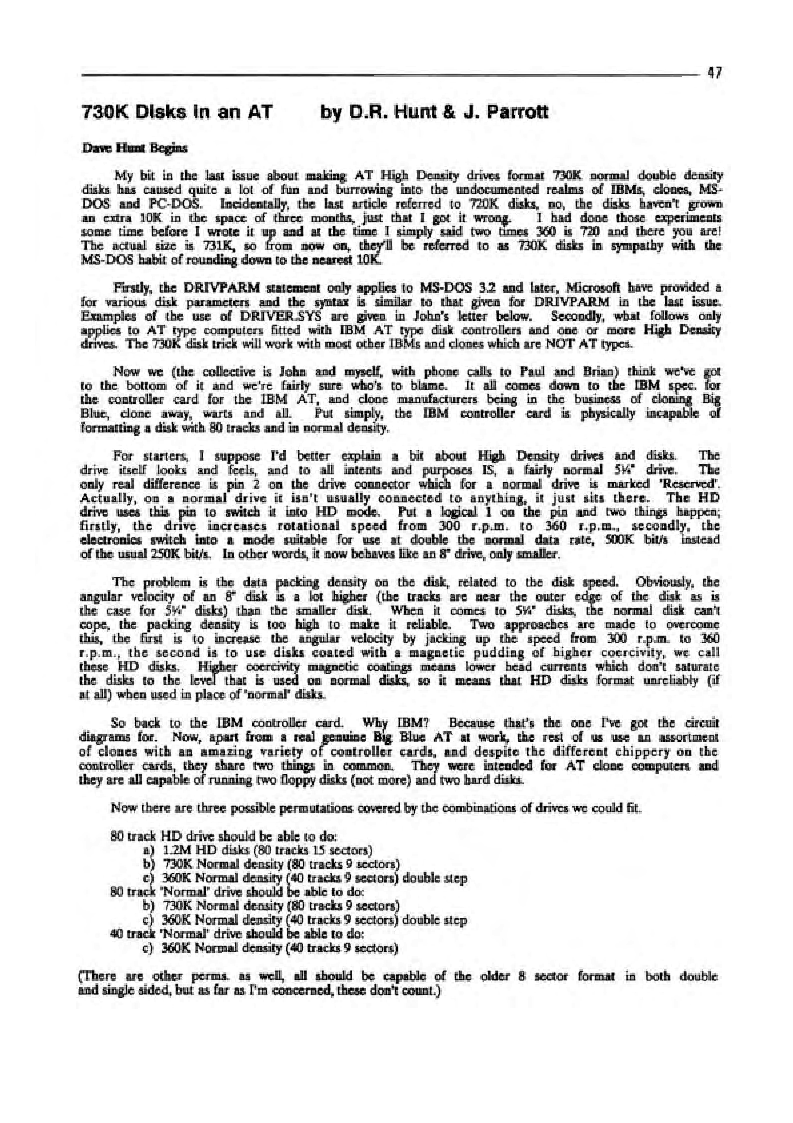 47
730K Disks in an AT by D.R. Hunt & J. Parrott
Dave Hunt Begins
My bit in the last issue about making AT High Density drives format 730K normal double density
disks has caused quite a lot of fun and burrowing into the undocumented realms of IBMs, clones, MS-
DOS and PC-DOS. Incidentally, the last article referred to 720K disks, no, the disks haven't grown
an extra 10K in the space of three months, just that I got it wrong. I had done those experiments
some time before I wrote it up and at the time I simply said two times 360 is 720 and there you are!
The actual size is 731K, so from now on, they'll be referred to as 730K disks in sympathy with the
MS-DOS habit of rounding down to the nearest 10K.
Firstly, the DRIVPARM statement only applies to MS-DOS 3.2 and later, Microsoft have provided a
for various disk parameters and the syntax is similar to that given for DRIVPARM in the last issue.
Examples of the use of DRIVER.SYS are given in John's letter below. Secondly, what follows only
applies to AT type computers fitted with IBM AT type disk controllers and one or more High Density
drives. The 730K disk trick will work with most other IBMs and clones which are NOT AT types.
Now we (the collective is John and myself, with phone calls to Paul and Brian) think we've got
to the bottom of it and we're fairly sure who's to blame. It all comes down to the IBM spec. for
the controller card for the IBM AT, and clone manufacturers being in the business of cloning Big
Blue, clone away, warts and all. Put simply, the IBM controller card is physically incapable of
formatting a disk with 80 tracks and in normal density.
For starters, I suppose I'd better explain a bit about High Density drives and disks. The
drive itself looks and feels, and to all intents and purposes IS, a fairly normal 5¼" drive. The
only real difference is pin 2 on the drive connector which for a normal drive is marked 'Reserved'.
Actually, on a normal drive it isn't usually connected to anything, it just sits there. The HD
drive uses this pin to switch it into HD mode. Put a logical 1 on the pin and two things happen;
firstly, the drive increases rotational speed from 300 r.p.m. to 360 r.p.m., secondly, the
electronics switch into a mode suitable for use at double the normal data rate, 500K bit/s instead
of the usual 250K bit/s. In other words, it now behaves like an 8" drive, only smaller.
The problem is the data packing density on the disk, related to the disk speed. Obviously, the
angular velocity of an 8" disk is a lot higher (the tracks are near the outer edge of the disk as is
the case for 5¼" disks) than the smaller disk. When it comes to 5¼" disks, the normal disk can't
cope, the packing density is too high to make it reliable. Two approaches are made to overcome
this, the first is to increase the angular velocity by jacking up the speed from 300 r.p.m. to 360
r.p.m., the second is to use disks coated with a magnetic pudding of higher coercivity, we call
these HD disks. Higher coercivity magnetic coatings means lower head currents which don't saturate
the disks to the level that is used on normal disks, so it means that HD disks format unreliably (if
at all) when used in place of 'normal' disks.
So back to the IBM controller card. Why IBM? Because that's the one I've got the circuit
diagrams for. Now, apart from a real genuine Big Blue AT at work, the rest of us use an assortment
of clones with an amazing variety of controller cards, and despite the different chippery on the
controller cards, they share two things in common. They were intended for AT clone computers and
they are all capable of running two floppy disks (not more) and two hard disks.
Now there are three possible permutations covered by the combinations of drives we could fit.
80 track HD drive should be able to do:
a) 1.2M HD disks (80 tracks 15 sectors)
b) 730K Normal density (80 tracks 9 sectors)
c) 360K Normal density (40 tracks 9 sectors) double step
80 track 'Normal' drive should be able to do:
b) 730K Normal density (80 tracks 9 sectors)
c) 360K Normal density (40 tracks 9 sectors) double step
40 track 'Normal' drive should be able to do:
c) 360K Normal density (40 tracks 9 sectors)
(There are other perms. as well, all should be capable of the older 8 sector format in both double
and single sided, but as far as I'm concerned, these don't count.)